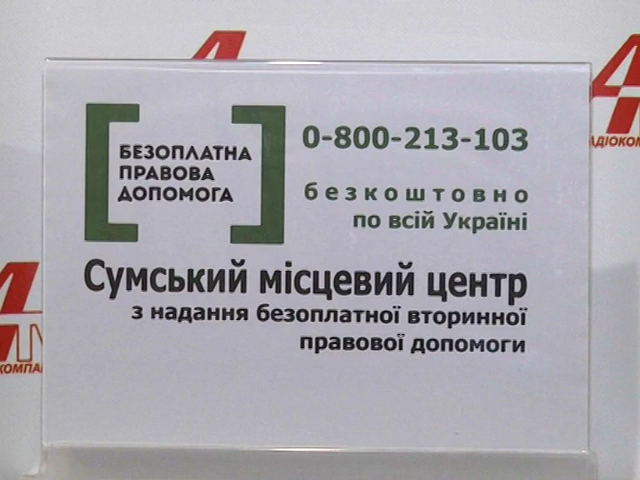 БЕЗОПЛАТНА
ПРАВОВА
ДОПОМОГА
0-800-213-103
безкоштовно
по всій Україні
Сумський місцевий центр
з надання безоплатної вторинної
правової допомоги